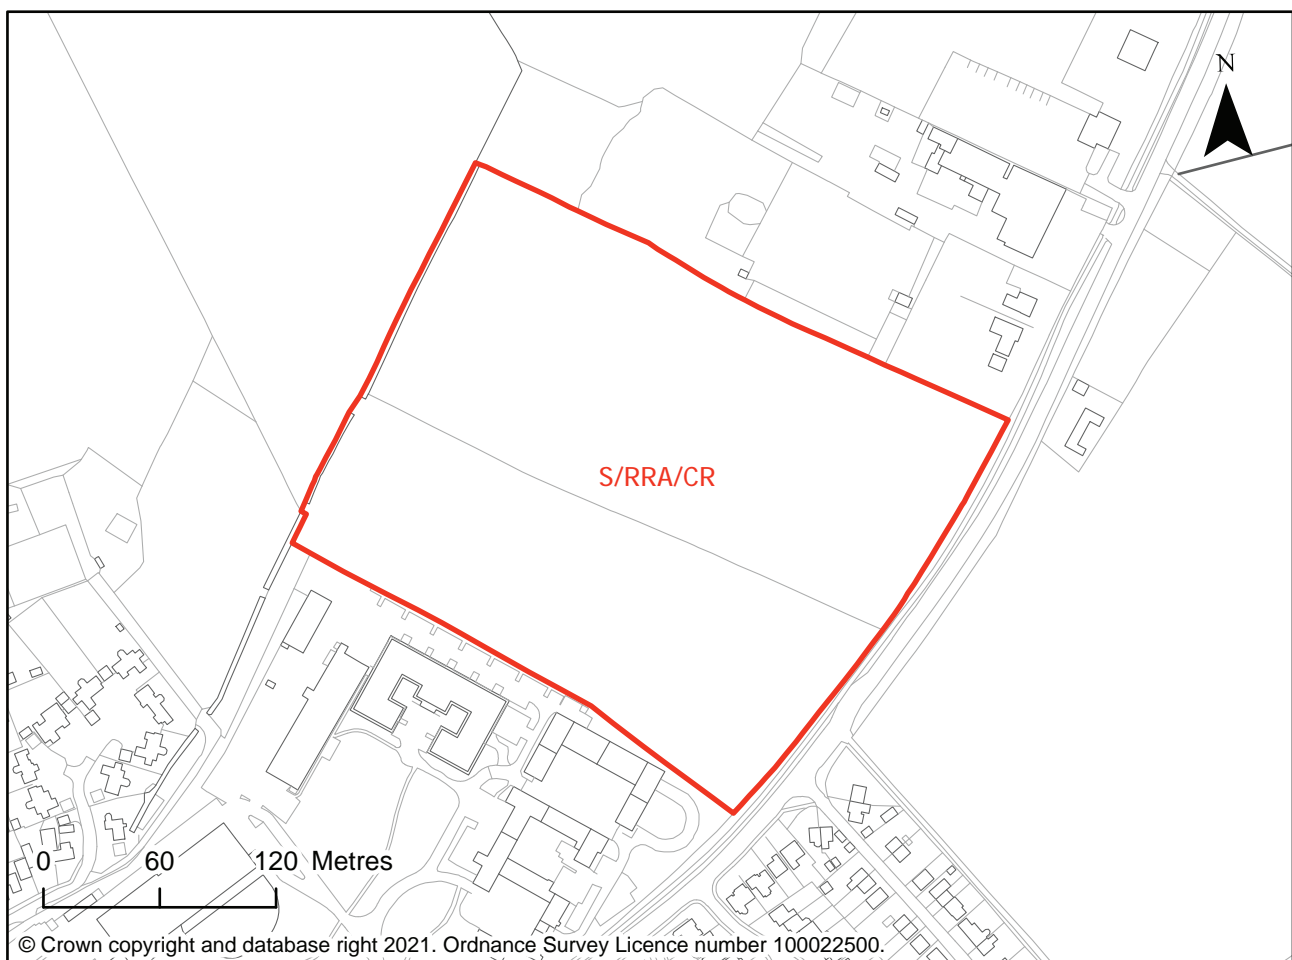 N
S/RRA/CR
0 60 120 Metres
© Crown copyright and database right 2021. Ordnance Survey Licence number 100022500.